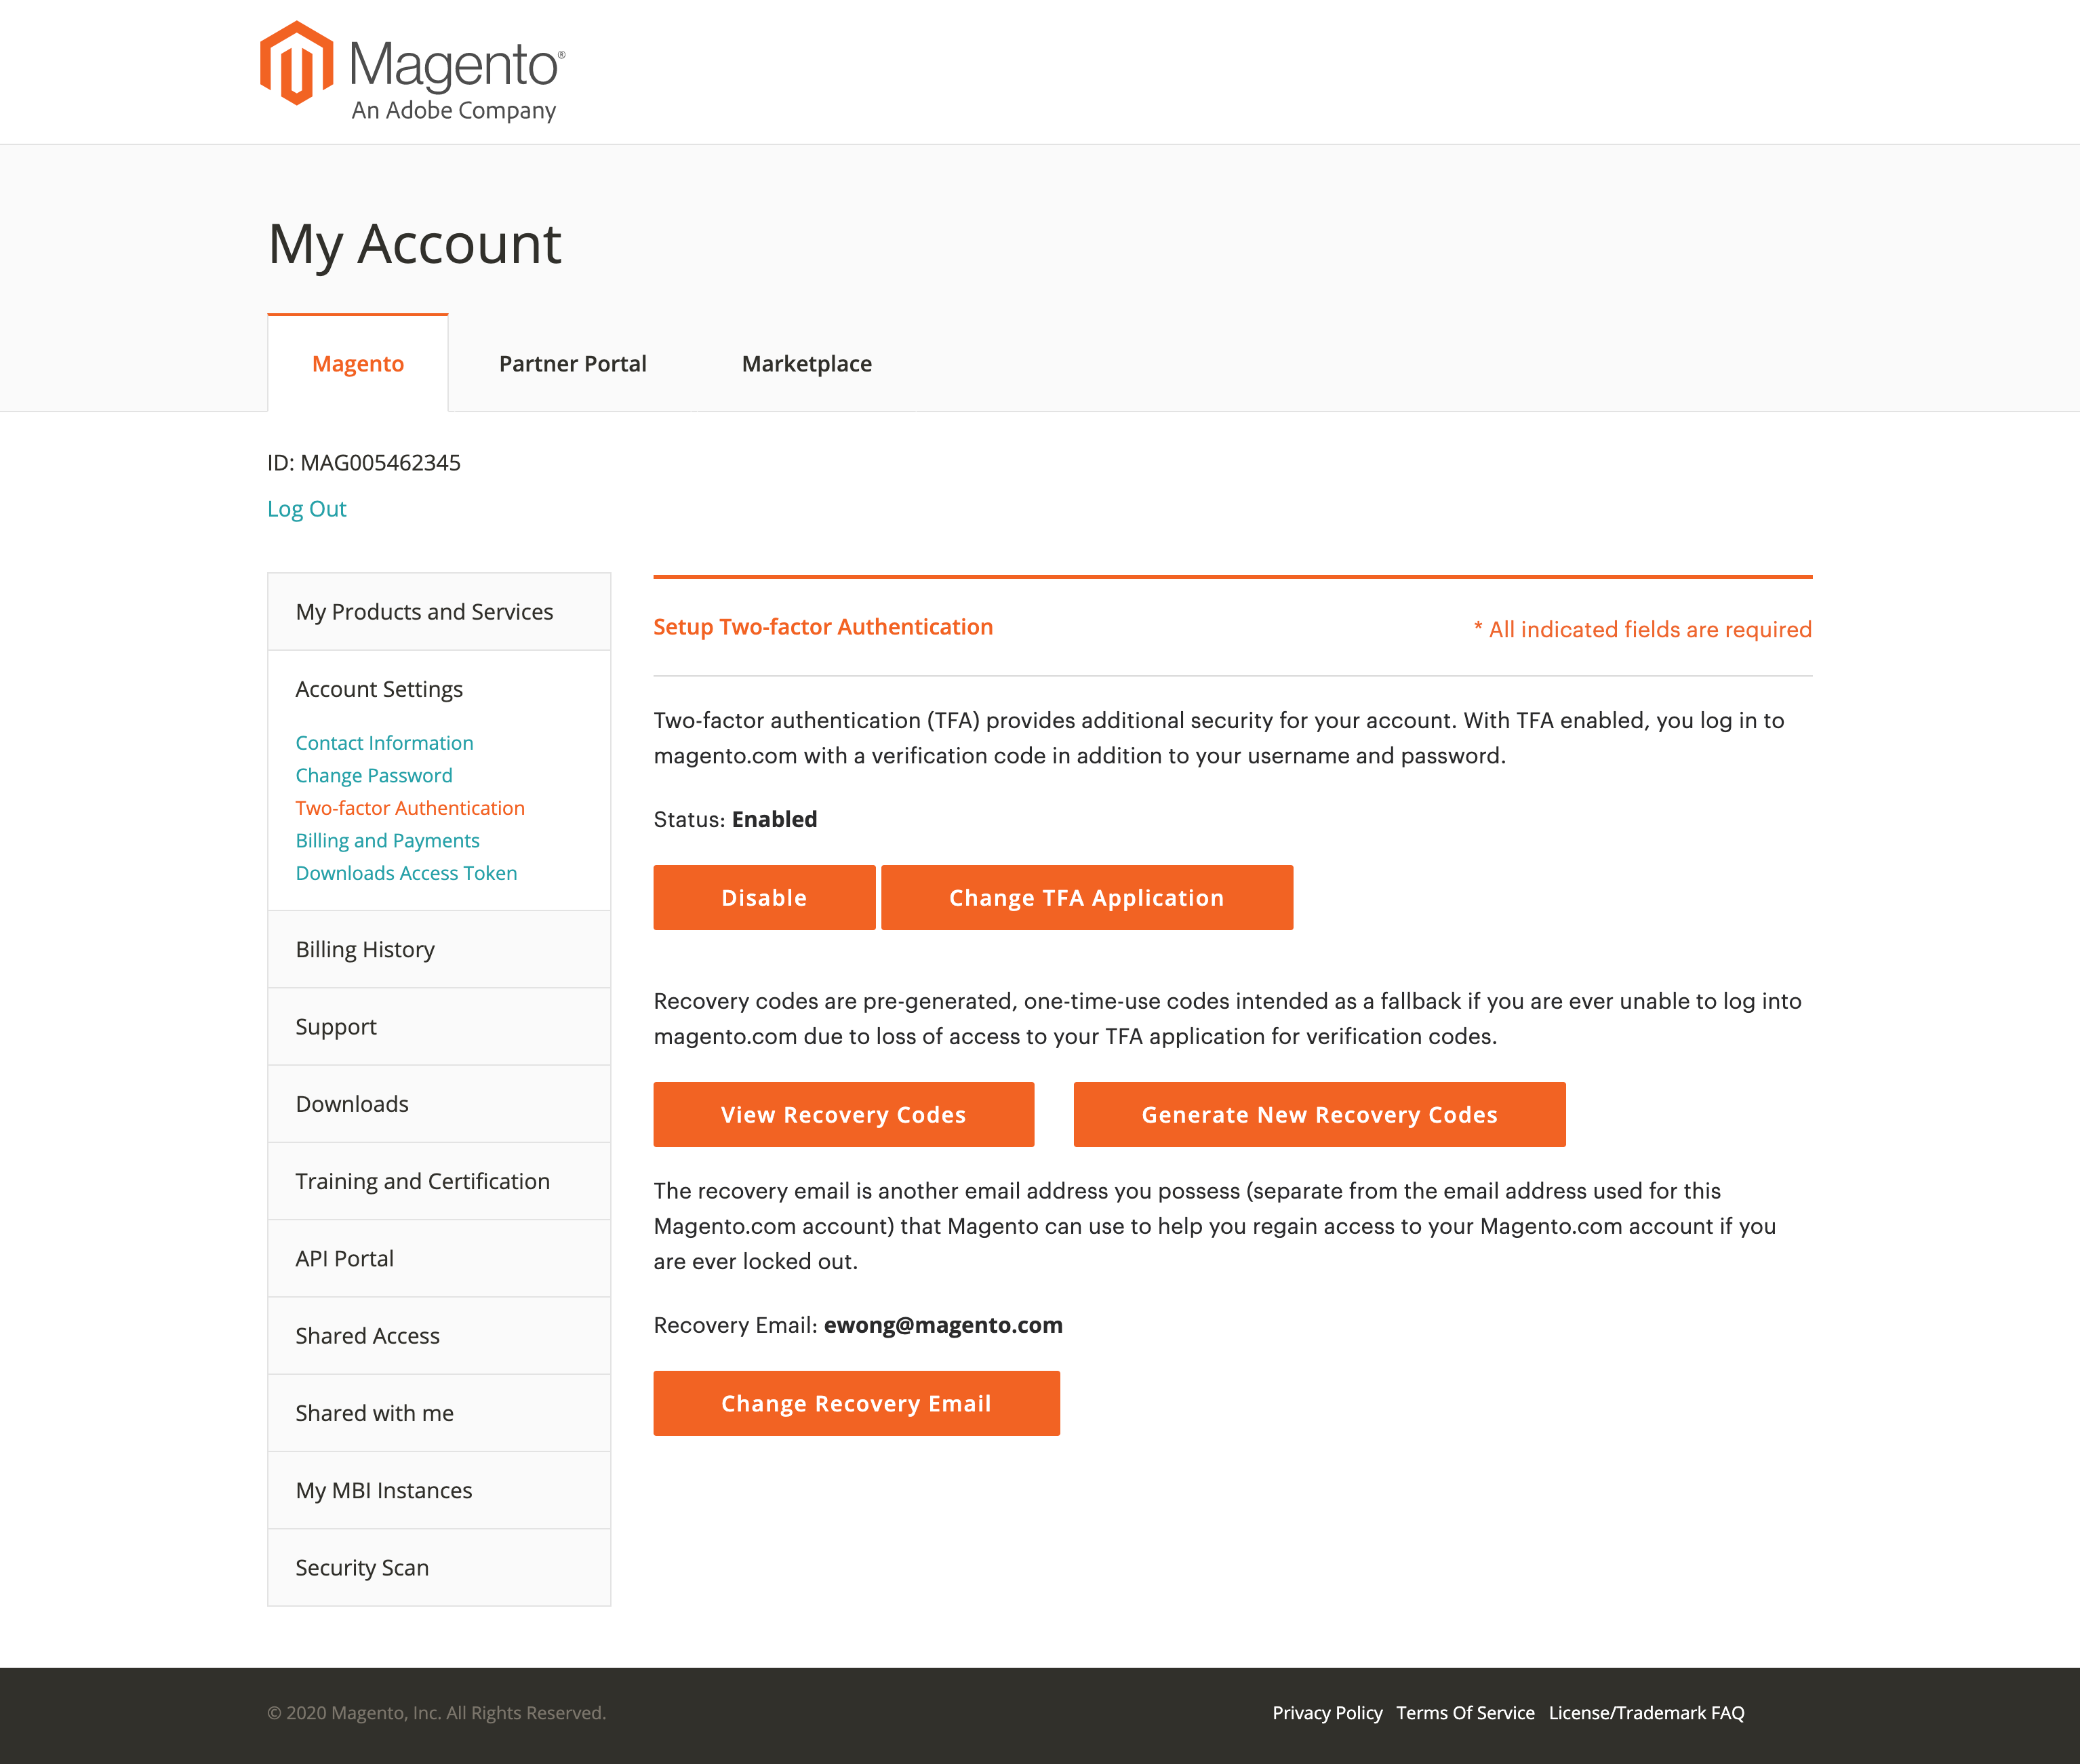 Magento®
An Adobe Company
My Account
Magento
Partner Portal
Marketplace
ID: MAG005462345
Log Out
My Products and Services
Account Settings
Contact Information
Change Password
Two-factor Authentication
Billing and Payments
Downloads Access Token
Billing History
Support
Downloads
Training and Certification
API Portal
Shared Access
Shared with me
My MBI Instances
Security Scan
Setup Two-factor Authentication
* All indicated fields are required
Two-factor authentication (TFA) provides additional security for your account. With TFA enabled, you log in to
magento.com with a verification code in addition to your username and password.
Status: Enabled
Disable
Change TFA Application
Recovery codes are pre-generated, one-time-use codes intended as a fallback if you are ever unable to log into
magento.com due to loss of access to your TFA application for verification codes.
View Recovery Codes
Generate New Recovery Codes
The recovery email is another email address you possess (separate from the email address used for this
Magento.com account) that Magento can use to help you regain access to your Magento.com account if you
are ever locked out.
Recovery Email: ewong@magento.com
Change Recovery Email
© 2020 Magento, Inc. All Rights Reserved.
Privacy Policy Terms Of Service License/Trademark FAQ